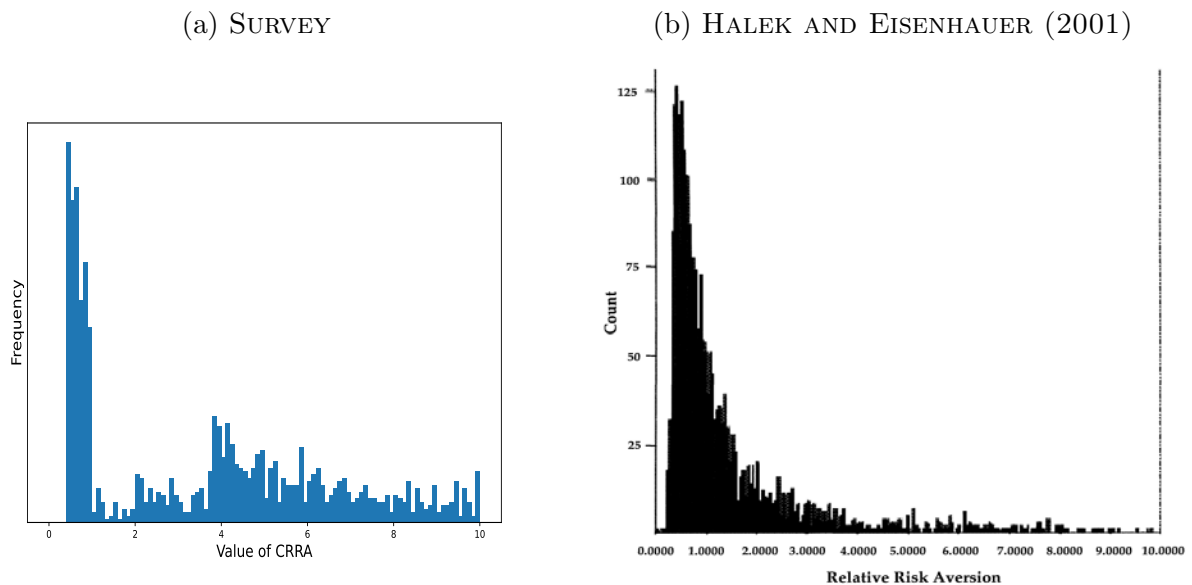 (a) SURVEY
Frequency
0 2 4 6 8 10
Value of CRRA
(b) HALEK AND EISENHAUER (2001)
125
100
75
50
25
Count
0.0000 1.0000 2.0000 3.0000 4.0000 5.0000 6.0000 7.0000 8.0000 9.0000 10.0000
Relative Risk Aversion